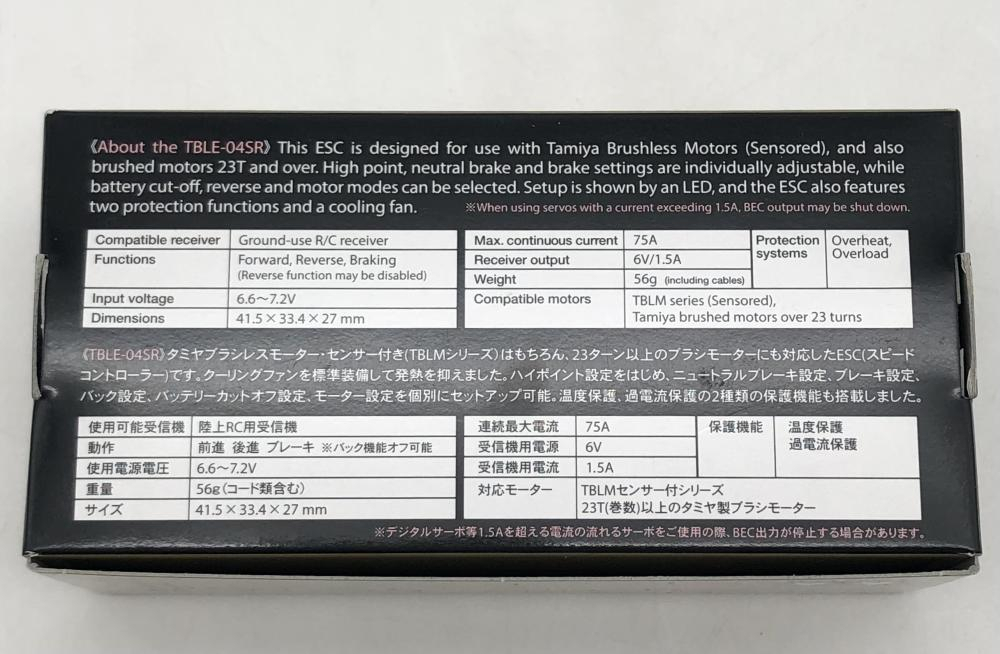 《About the TBLE-04SR》 This ESC is designed for use with Tamiya Brushless Motors (Sensored), and also
brushed motors 23T and over. High point, neutral brake and brake settings are individually adjustable, while
battery cut-off, reverse and motor modes can be selected. Setup is shown by an LED, and the ESC also features
two protection functions and a cooling fan. ※When using servos with a current exceeding 1.5A, BEC output may be shut down.
Compatible receiver Ground-use R/C receiver
Functions Forward, Reverse, Braking
(Reverse function may be disabled)
Input voltage 6.6～7.2V
Dimensions 41.5×33.4×27 mm
Max. continuous current 75A
Receiver output 6V/1.5A
Weight 56g (including cables)
Protection systems Overheat, Overload
Compatible motors TBLM series (Sensored),
Tamiya brushed motors over 23 turns
《TBLE-04SR》タミヤブラシレスモーター・センサー付き(TBLMシリーズ)はもちろん、23ターン以上のブラシモーターにも対応したESC(スピード
コントローラー)です。クーリングファンを標準装備して発熱を抑えました。ハイポイント設定をはじめ、ニュートラルブレーキ設定、ブレーキ設定、
バック設定、バッテリーカットオフ設定、モーター設定を個別にセットアップ可能。温度保護、過電流保護の2種類の保護機能も搭載しました。
使用可能受信機 陸上RC用受信機
動作 前進 後進 ブレーキ ※バック機能オフ可能
使用電源電圧 6.6～7.2V
重量 56g(コード類含む)
サイズ 41.5×33.4×27 mm
連続最大電流 75A
受信機用電源 6V
受信機用電流 1.5A
保護機能 温度保護
過電流保護
対応モーター TBLMセンサー付シリーズ
23T(巻数)以上のタミヤ製ブラシモーター
※デジタルサーボ等1.5Aを超える電流の流れるサーボをご使用の際、BEC出力が停止する場合があります。